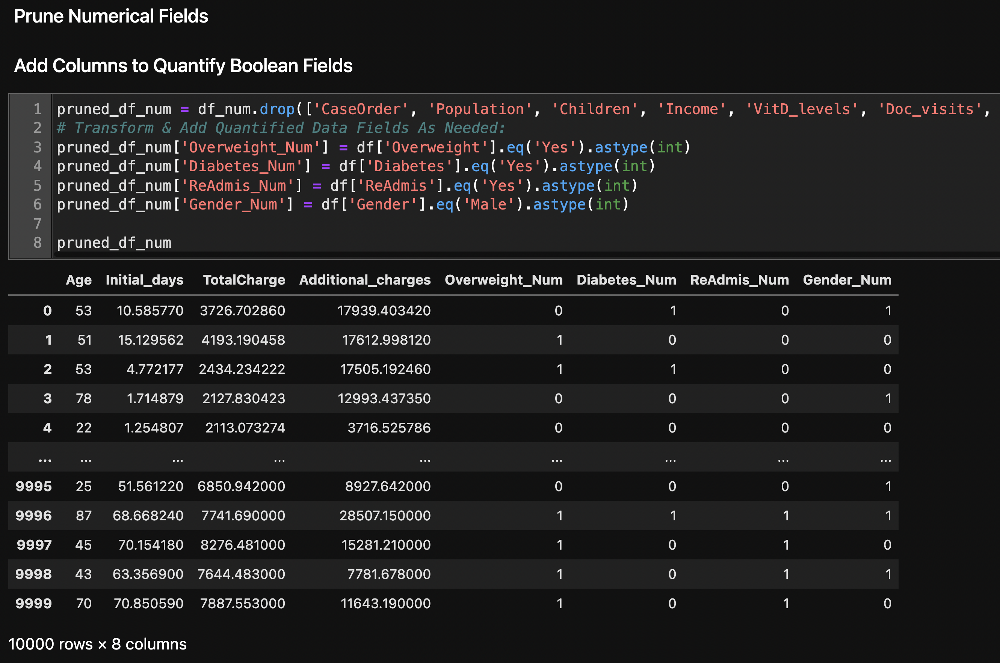 Prune Numerical Fields
Add Columns to Quantify Boolean Fields
1 pruned_df_num = df_num.drop(['CaseOrder', 'Population', 'Children', 'Income', 'VitD_levels', 'Doc_visits',
2 # Transform & Add Quantified Data Fields As Needed:
3 pruned_df_num['Overweight_Num'] = df['Overweight'].eq('Yes').astype(int)
4 pruned_df_num['Diabetes_Num'] = df['Diabetes'].eq('Yes').astype(int)
5 pruned_df_num['ReAdmis_Num'] = df['ReAdmis'].eq('Yes').astype(int)
6 pruned_df_num['Gender_Num'] = df['Gender'].eq('Male').astype(int)
7
8 pruned_df_num
Age Initial_days TotalCharge Additional_charges Overweight_Num Diabetes_Num ReAdmis_Num Gender_Num
0 53 10.585770 3726.702860 17939.403420 0 1 0 1
1 51 15.129562 4193.190458 17612.998120 1 0 0 0
2 53 4.772177 2434.234222 17505.192460 1 1 0 0
3 78 1.714879 2127.830423 12993.437350 0 0 0 1
4 22 1.254807 2113.073274 3716.525786 0 0 0 0
... ... ... ... ... ... ... ... ...
9995 25 51.561220 6850.942000 8927.642000 0 0 0 1
9996 87 68.668240 7741.690000 28507.150000 1 1 1 1
9997 45 70.154180 8276.481000 15281.210000 1 0 1 0
9998 43 63.356900 7644.483000 7781.678000 1 0 1 1
9999 70 70.850590 7887.553000 11643.190000 1 0 1 0
10000 rows × 8 columns